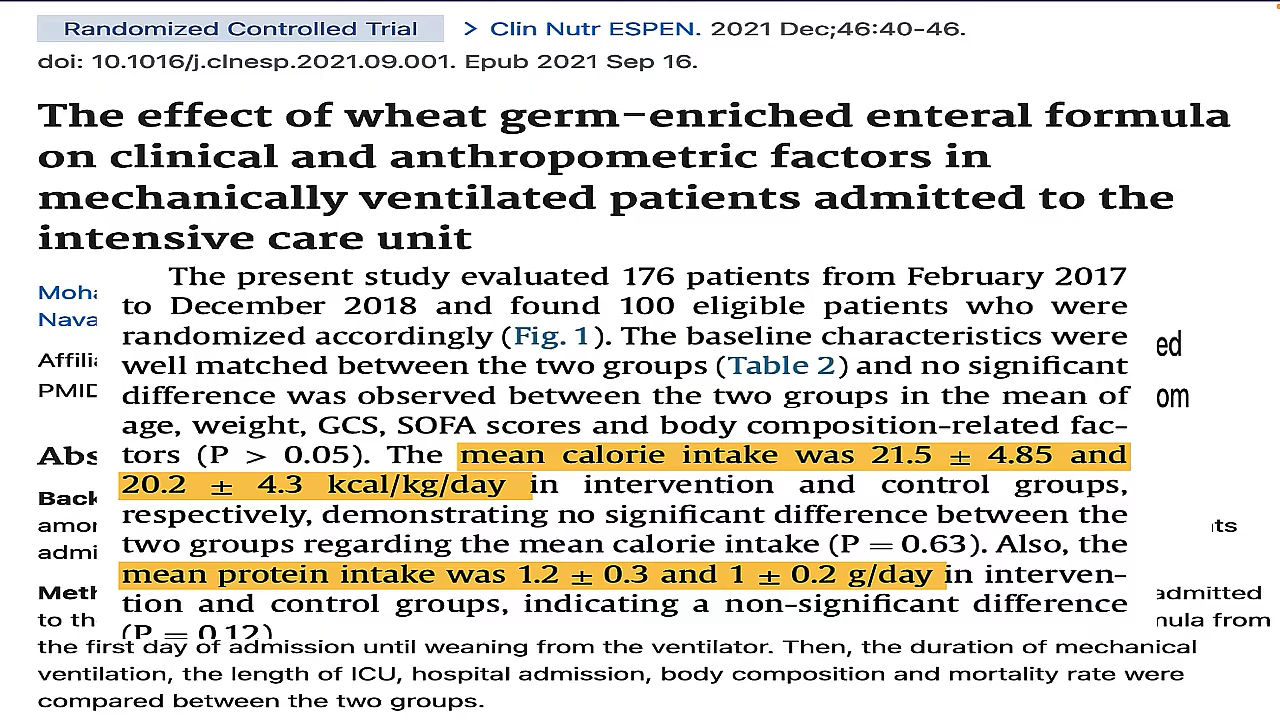 Randomized Controlled Trial > Clin Nutr ESPEN. 2021 Dec;46:40-46.
doi: 10.1016/j.clnesp.2021.09.001. Epub 2021 Sep 16.
The effect of wheat germ−enriched enteral formula
on clinical and anthropometric factors in
mechanically ventilated patients admitted to the
intensive care unit
The present study evaluated 176 patients from February 2017
to December 2018 and found 100 eligible patients who were
randomized accordingly (Fig. 1). The baseline characteristics were
well matched between the two groups (Table 2) and no significant
difference was observed between the two groups in the mean of
age, weight, GCS, SOFA scores and body composition-related fac-
tors (P > 0.05). The mean calorie intake was 21.5 ± 4.85 and
20.2 ± 4.3 kcal/kg/day in intervention and control groups,
respectively, demonstrating no significant difference between the
two groups regarding the mean calorie intake (P = 0.63). Also, the
mean protein intake was 1.2 ± 0.3 and 1 ± 0.2 g/day in interven-
tion and control groups, indicating a non-significant difference
(P = 0.12)
PMID
admitted
to th
from
the first day of admission until weaning from the ventilator. Then, the duration of mechanical
ventilation, the length of ICU, hospital admission, body composition and mortality rate were
compared between the two groups.